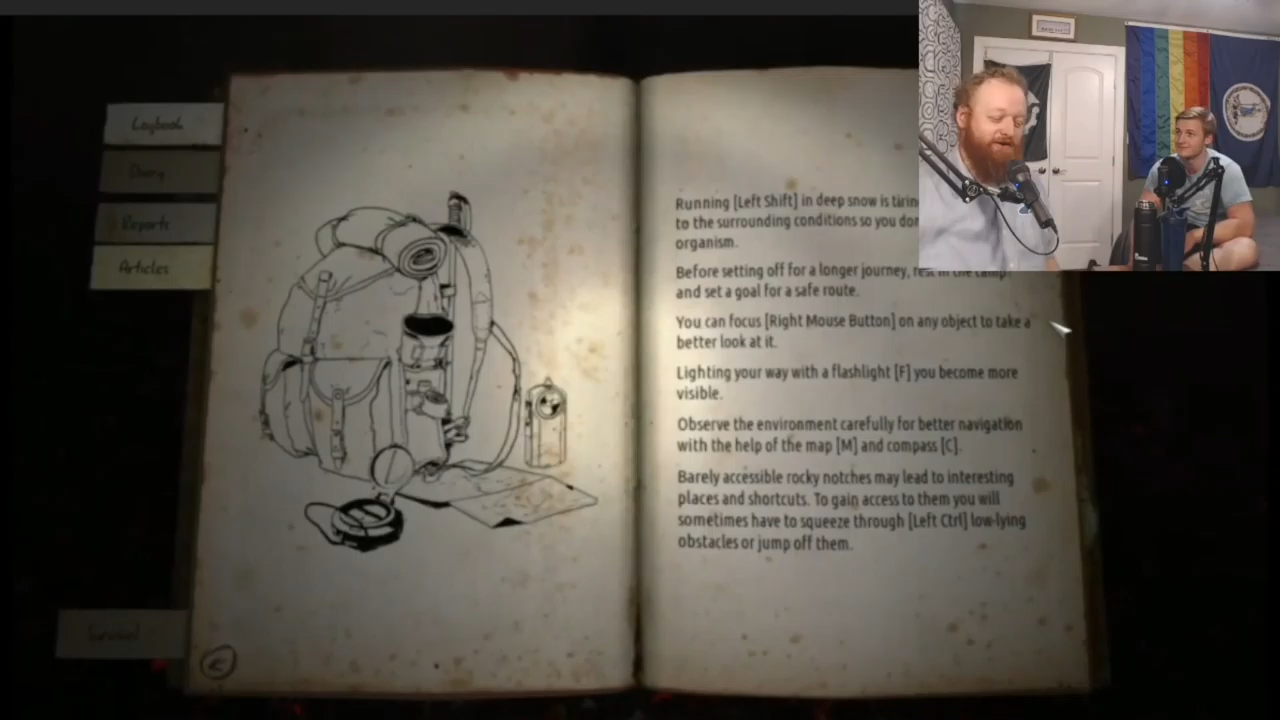 Logbook
Diary
Reports
Articles
Running [Left Shift] in deep snow is
to the surrounding conditions so you
organism.
Before setting off for a longer journey, rest in the camp
and set a goal for a safe route.
You can focus [Right Mouse Button] on any object to take a
better look at it.
Lighting your way with a flashlight [F] you become more
visible.
Observe the environment carefully for better navigation
with the help of the map [M] and compass [C].
Barely accessible rocky notches may lead to interesting
places and shortcuts. To gain access to them you will
sometimes have to squeeze through [Left Ctrl] low-lying
obstacles or jump off them.